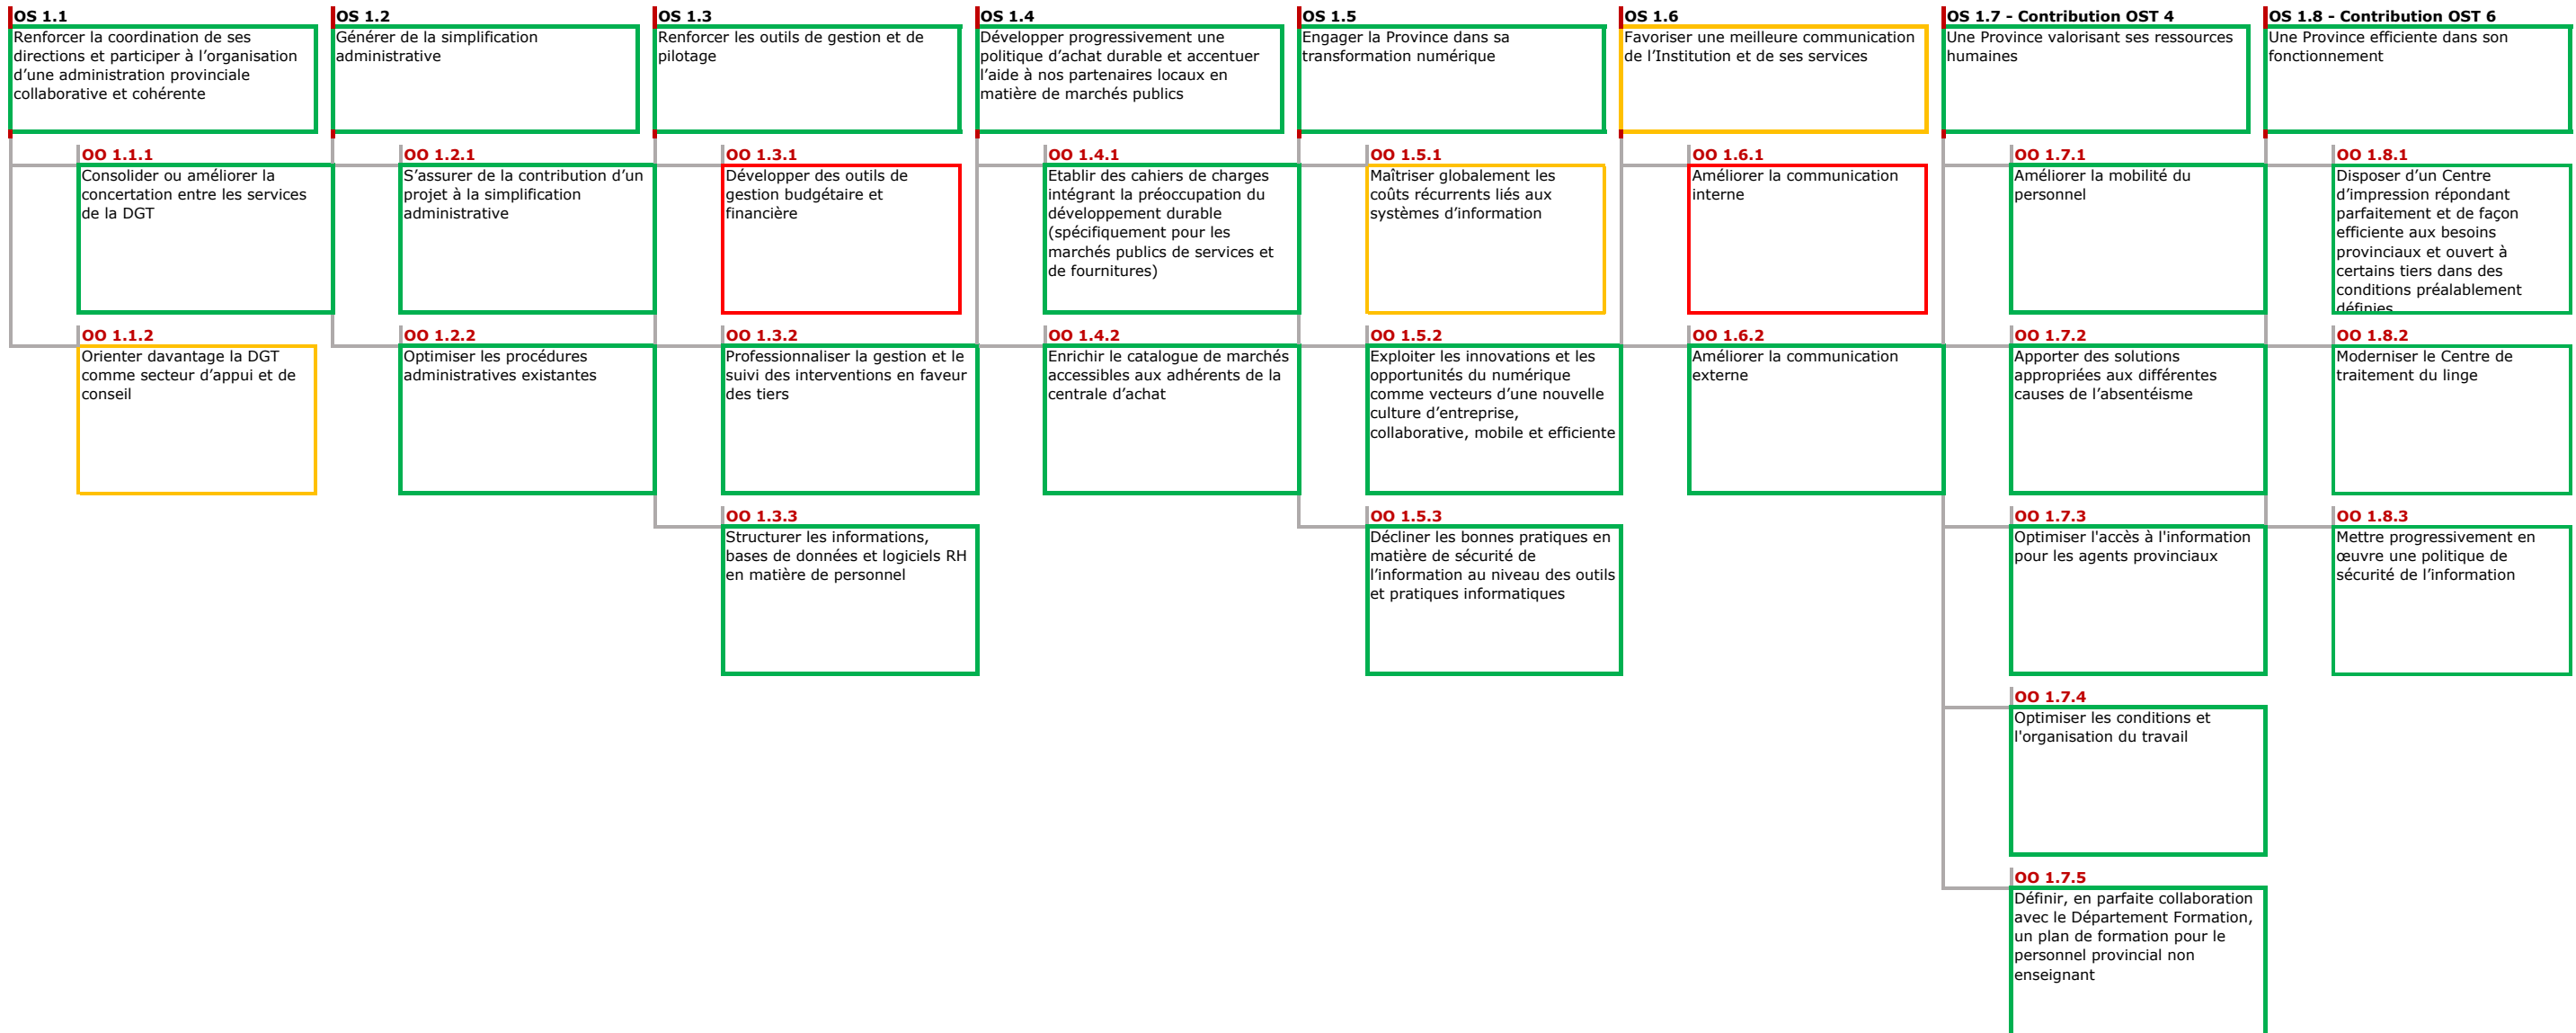 OS 1.1
Renforcer la coordination de ses
directions et participer à l’organisation
d’une administration provinciale
collaborative et cohérente
OO 1.1.1
Consolider ou améliorer la
concertation entre les services
de la DGT
OO 1.1.2
Orienter davantage la DGT
comme secteur d’appui et de
conseil
OS 1.2
Générer de la simplification
administrative
OO 1.2.1
S’assurer de la contribution d’un
projet à la simplification
administrative
OO 1.2.2
Optimiser les procédures
administratives existantes
OS 1.3
Renforcer les outils de gestion et de
pilotage
OO 1.3.1
Développer des outils de
gestion budgétaire et
financière
OO 1.3.2
Professionnaliser la gestion et le
suivi des interventions en faveur
des tiers
OO 1.3.3
Structurer les informations,
bases de données et logiciels RH
en matière de personnel
OS 1.4
Développer progressivement une
politique d’achat durable et accentuer
l’aide à nos partenaires locaux en
matière de marchés publics
OO 1.4.1
Etablir des cahiers de charges
intégrant la préoccupation du
développement durable
(spécifiquement pour les
marchés publics de services et
de fournitures)
OO 1.4.2
Enrichir le catalogue de marchés
accessibles aux adhérents de la
centrale d’achat
OS 1.5
Engager la Province dans sa
transformation numérique
OO 1.5.1
Maîtriser globalement les
coûts récurrents liés aux
systèmes d’information
OO 1.5.2
Exploiter les innovations et les
opportunités du numérique
comme vecteurs d’une nouvelle
culture d’entreprise,
collaborative, mobile et efficiente
OO 1.5.3
Décliner les bonnes pratiques en
matière de sécurité de
l’information au niveau des outils
et pratiques informatiques
OS 1.6
Favoriser une meilleure communication
de l’Institution et de ses services
OO 1.6.1
Améliorer la communication
interne
OO 1.6.2
Améliorer la communication
externe
OS 1.7 - Contribution OST 4
Une Province valorisant ses ressources
humaines
OO 1.7.1
Améliorer la mobilité du
personnel
OO 1.7.2
Apporter des solutions
appropriées aux différentes
causes de l’absentéisme
OO 1.7.3
Optimiser l'accès à l'information
pour les agents provinciaux
OO 1.7.4
Optimiser les conditions et
l'organisation du travail
OO 1.7.5
Définir, en parfaite collaboration
avec le Département Formation,
un plan de formation pour le
personnel provincial non
enseignant
OS 1.8 - Contribution OST 6
Une Province efficiente dans son
fonctionnement
OO 1.8.1
Disposer d’un Centre
d’impression répondant
parfaitement et de façon
efficiente aux besoins
provinciaux et ouvert à
certains tiers dans des
conditions préalablement
définies
OO 1.8.2
Moderniser le Centre de
traitement du linge
OO 1.8.3
Mettre progressivement en
œuvre une politique de
sécurité de l’information